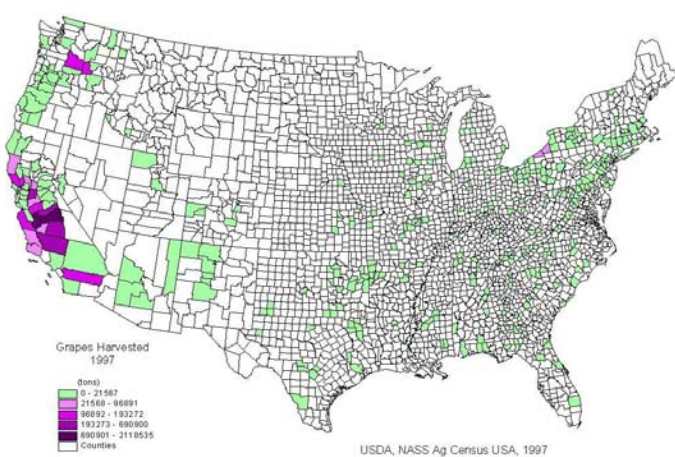 Grapes Harvested
1997
(tons)
0 - 21567
21568 - 96891
96892 - 193272
193273 - 690900
690901 - 2118535
Counties
USDA, NASS Ag Census USA, 1997